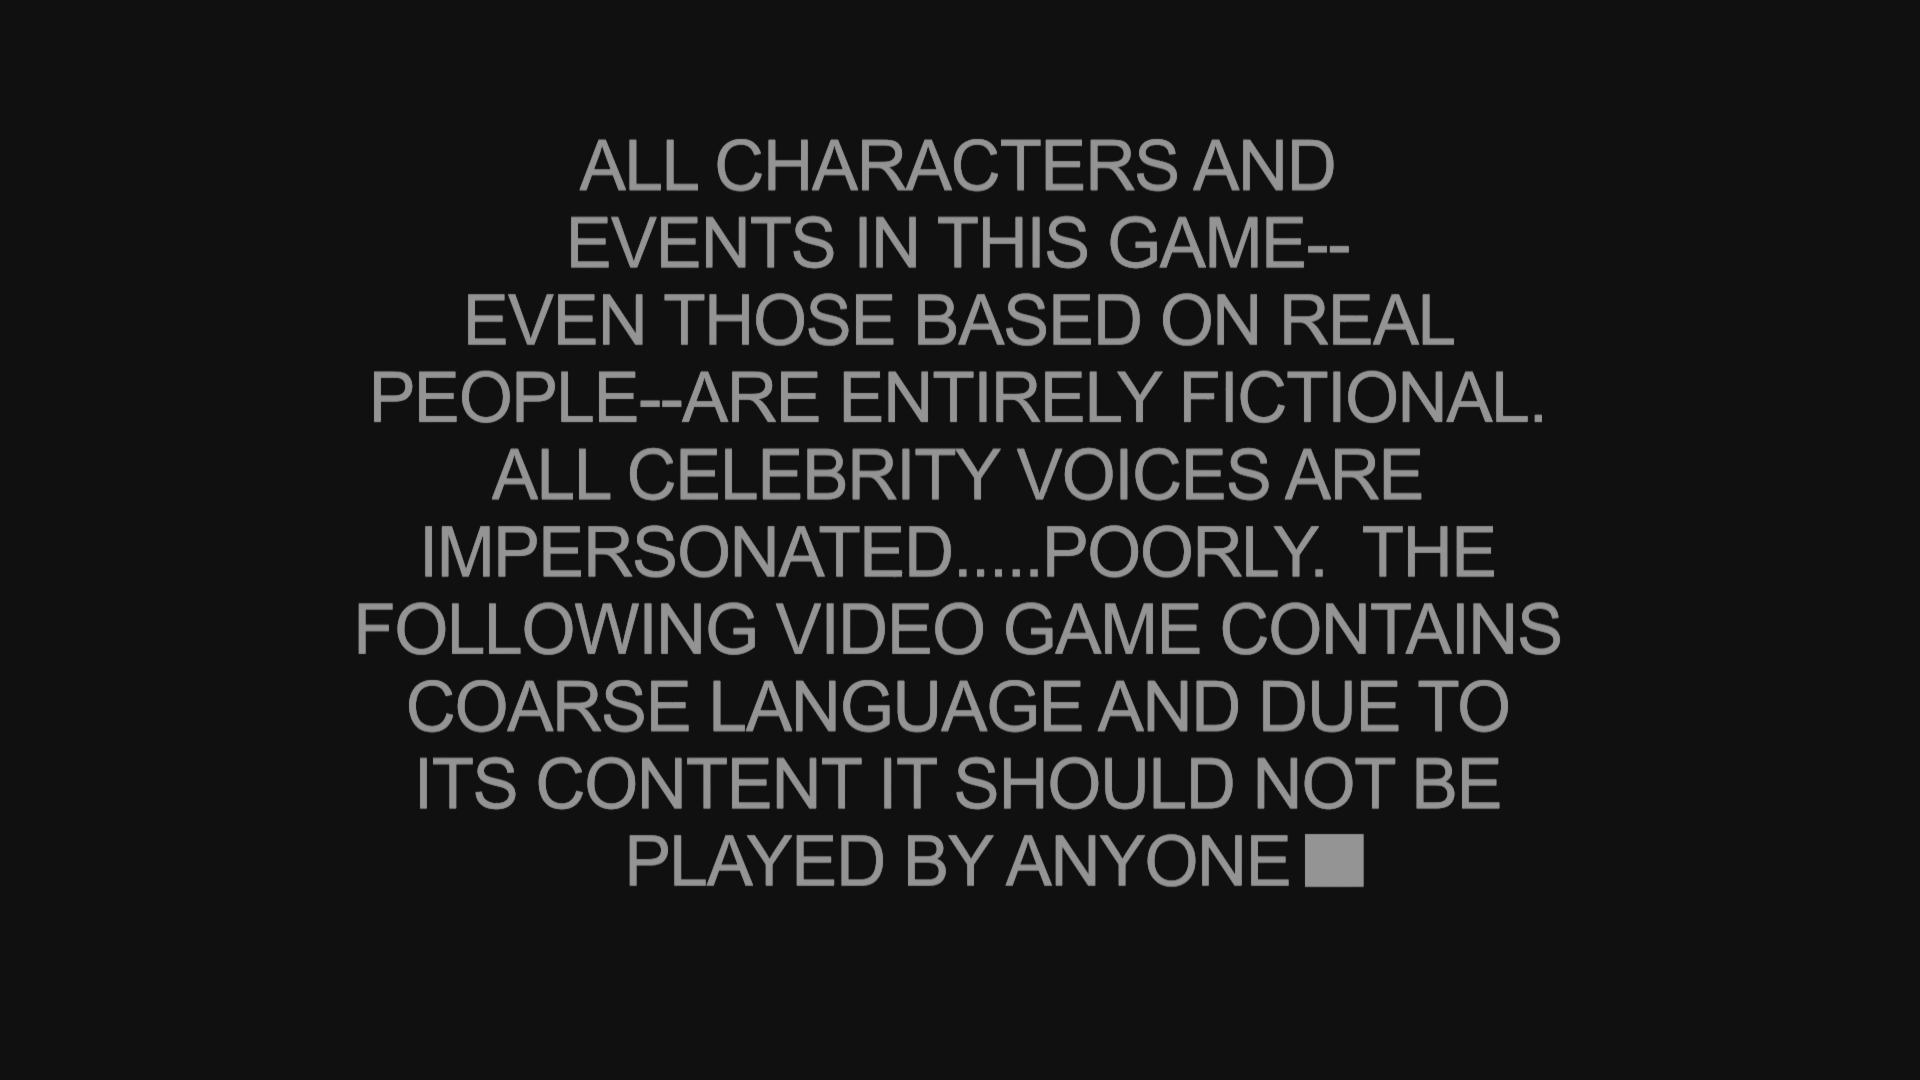 ALL CHARACTERS AND
EVENTS IN THIS GAME--
EVEN THOSE BASED ON REAL
PEOPLE--ARE ENTIRELY FICTIONAL.
ALL CELEBRITY VOICES ARE
IMPERSONATED.....POORLY.  THE
FOLLOWING VIDEO GAME CONTAINS
COARSE LANGUAGE AND DUE TO
ITS CONTENT IT SHOULD NOT BE
PLAYED BY ANYONE ■